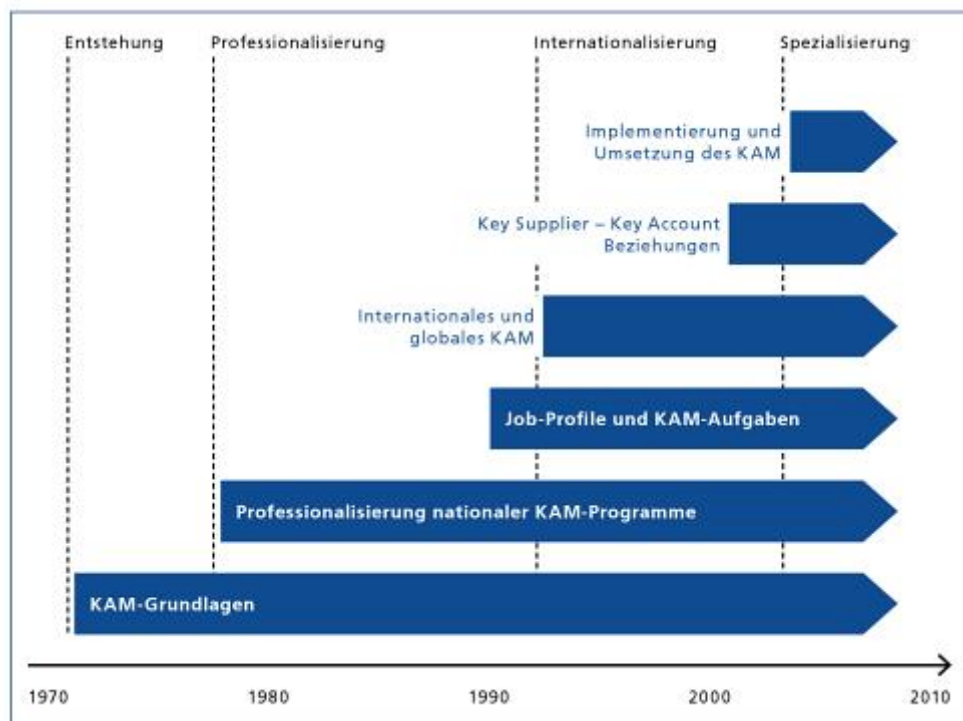 Entstehung Professionalisierung Internationalisierung Spezialisierung
Implementierung und
Umsetzung des KAM
Key Supplier – Key Account
Beziehungen
Internationales und
globales KAM
Job-Profile und KAM-Aufgaben
Professionalisierung nationaler KAM-Programme
KAM-Grundlagen
1970 1980 1990 2000 2010